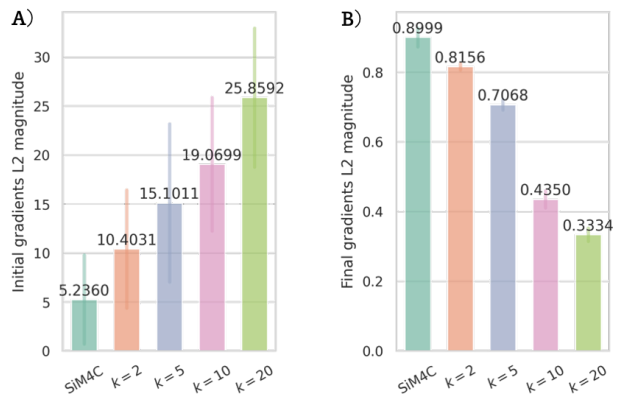 A)
Initial gradients L2 magnitude
30
25
20
15
10
5
0
5.2360
10.4031
15.1011
19.0699
25.8592
SiM4C
k = 2
k = 5
k = 10
k = 20
B)
Final gradients L2 magnitude
0.8
0.6
0.4
0.2
0.0
0.8999
0.8156
0.7068
0.4350
0.3334
SiM4C
k = 2
k = 5
k = 10
k = 20